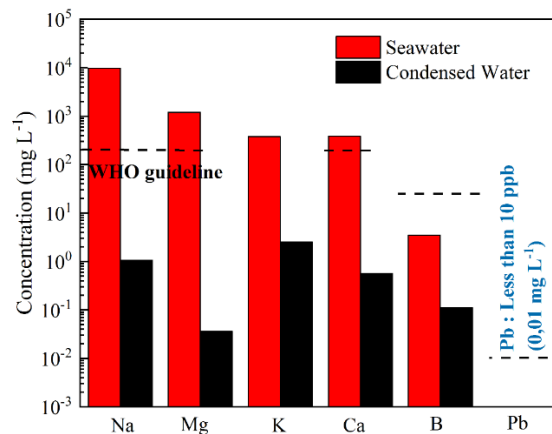 Concentration (mg L⁻¹)
10⁵
10⁴
10³
10²
10¹
10⁰
10⁻¹
10⁻²
10⁻³
Seawater
Condensed Water
WHO guideline
Pb : Less than 10 ppb
(0,01 mg L⁻¹)
Na Mg K Ca B Pb